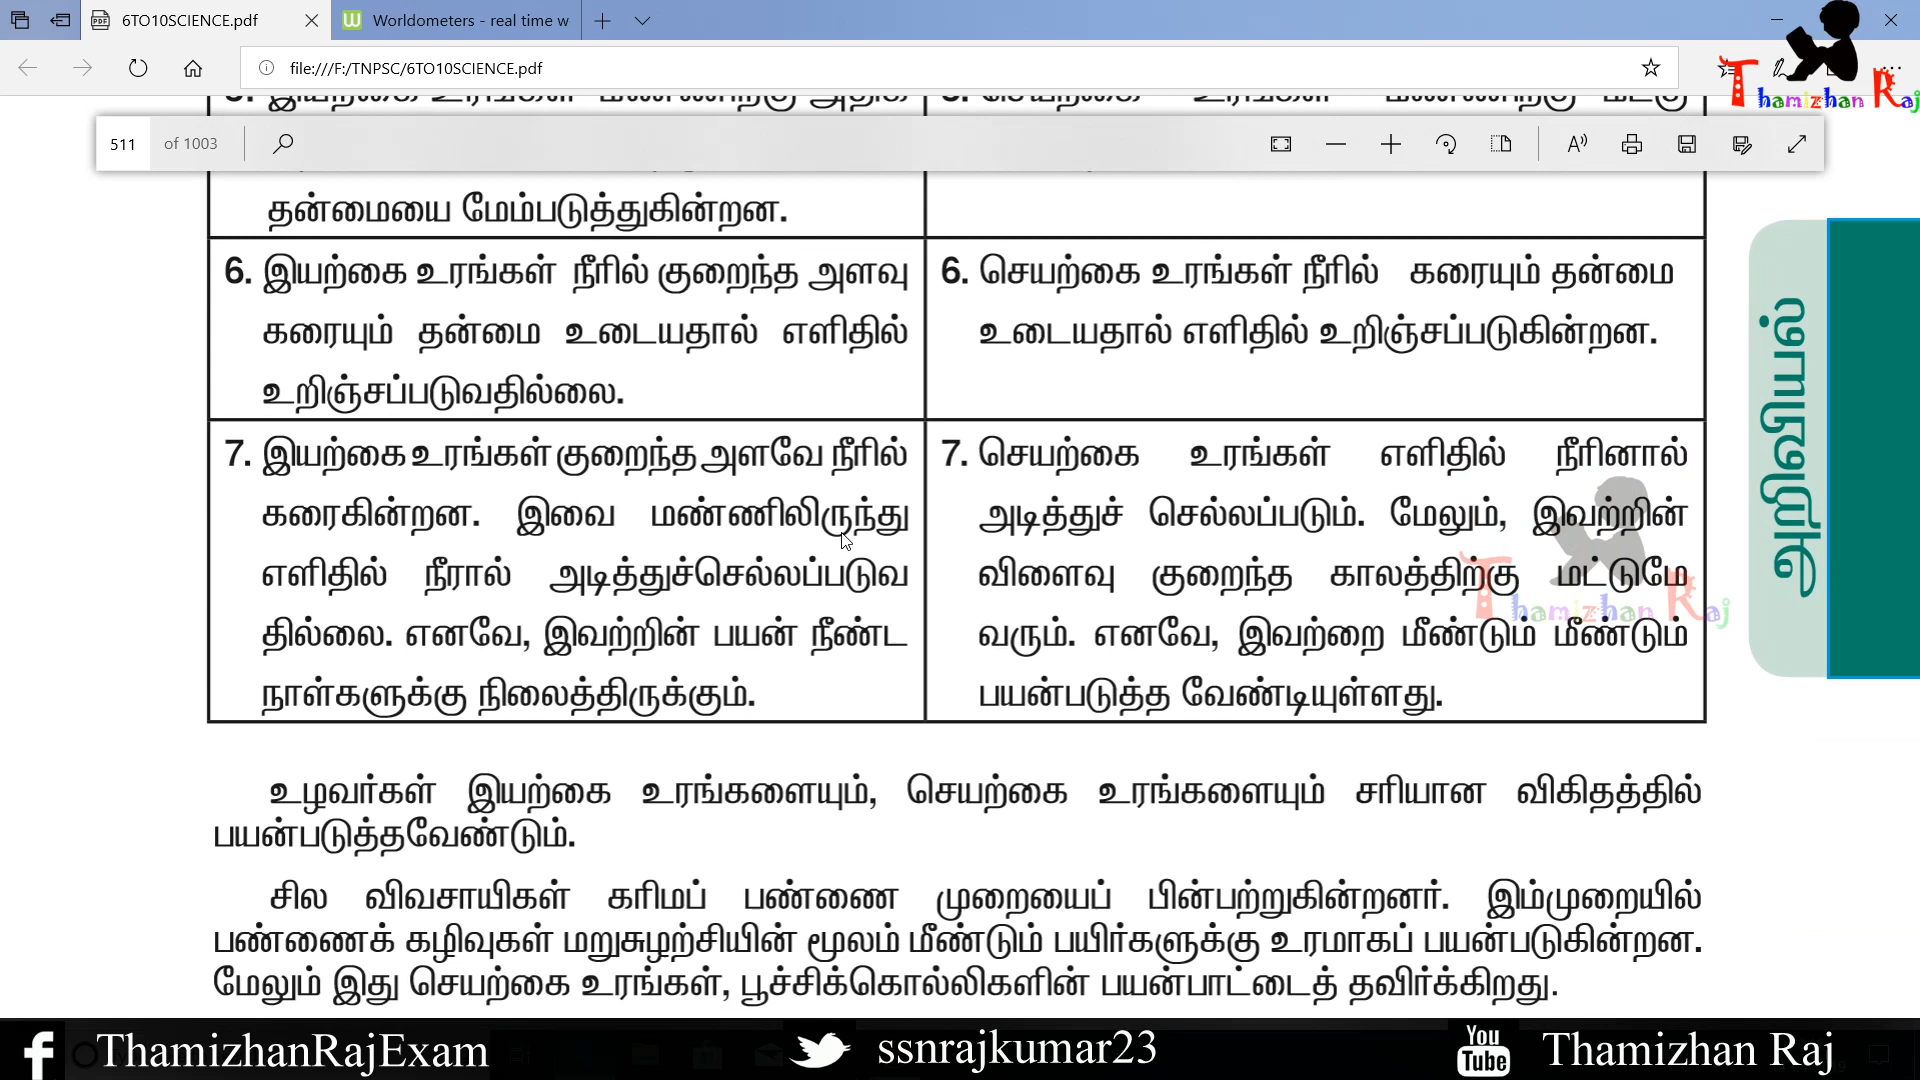 6TO10SCIENCE.pdf
Worldometers - real time w
file:///F:/TNPSC/6TO10SCIENCE.pdf
Thamizhan Raj
511 of 1003
தன்மையை மேம்படுத்துகின்றன.
6. இயற்கை உரங்கள் நீரில் குறைந்த அளவு
கரையும் தன்மை உடையதால் எளிதில்
உறிஞ்சப்படுவதில்லை.
6. செயற்கை உரங்கள் நீரில் கரையும் தன்மை
உடையதால் எளிதில் உறிஞ்சப்படுகின்றன.
7. இயற்கை உரங்கள் குறைந்த அளவே நீரில்
கரைகின்றன. இவை மண்ணிலிருந்து
எளிதில் நீரால் அடித்துச்செல்லப்படுவ
தில்லை. எனவே, இவற்றின் பயன் நீண்ட
நாள்களுக்கு நிலைத்திருக்கும்.
7. செயற்கை உரங்கள் எளிதில் நீரினால்
அடித்துச் செல்லப்படும். மேலும், இவற்றின்
விளைவு குறைந்த காலத்திற்கு மட்டுமே
வரும். எனவே, இவற்றை மீண்டும் மீண்டும்
பயன்படுத்த வேண்டியுள்ளது.
Thamizhan Raj
அறிவியல்
உழவர்கள் இயற்கை உரங்களையும், செயற்கை உரங்களையும் சரியான விகிதத்தில்
பயன்படுத்தவேண்டும்.
சில விவசாயிகள் கரிமப் பண்ணை முறையைப் பின்பற்றுகின்றனர். இம்முறையில்
பண்ணைக் கழிவுகள் மறுசுழற்சியின் மூலம் மீண்டும் பயிர்களுக்கு உரமாகப் பயன்படுகின்றன.
மேலும் இது செயற்கை உரங்கள், பூச்சிக்கொல்லிகளின் பயன்பாட்டைத் தவிர்க்கிறது.
ThamizhanRajExam
ssnrajkumar23
You Tube
Thamizhan Raj